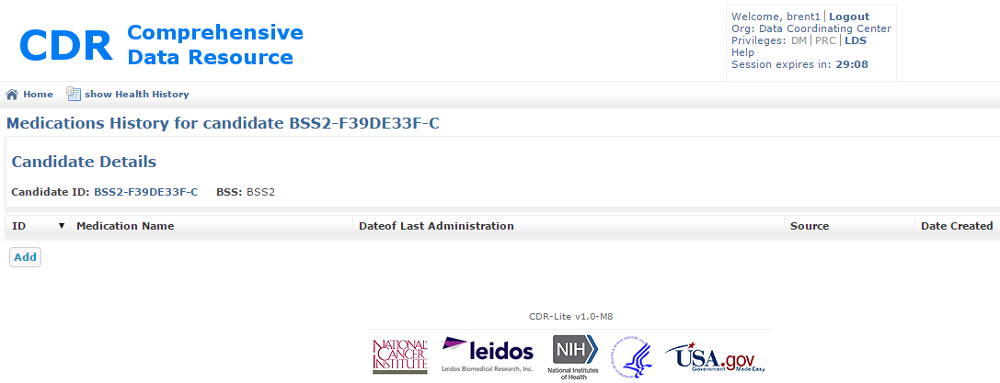 CDR
Comprehensive
Data Resource
Welcome, brent1 | Logout
Org: Data Coordinating Center
Privileges: DM | PRC | LDS
Help
Session expires in: 29:08
Home show Health History
Medications History for candidate BSS2-F39DE33F-C
Candidate Details
Candidate ID: BSS2-F39DE33F-C BSS: BSS2
ID ▼ Medication Name Dateof Last Administration Source Date Created
Add
CDR-Lite v1.0-M8
NATIONAL
CANCER
INSTITUTE
leidos
Leidos Biomedical Research, Inc.
NIH
National Institutes
of Health
USA.gov
Government Made Easy